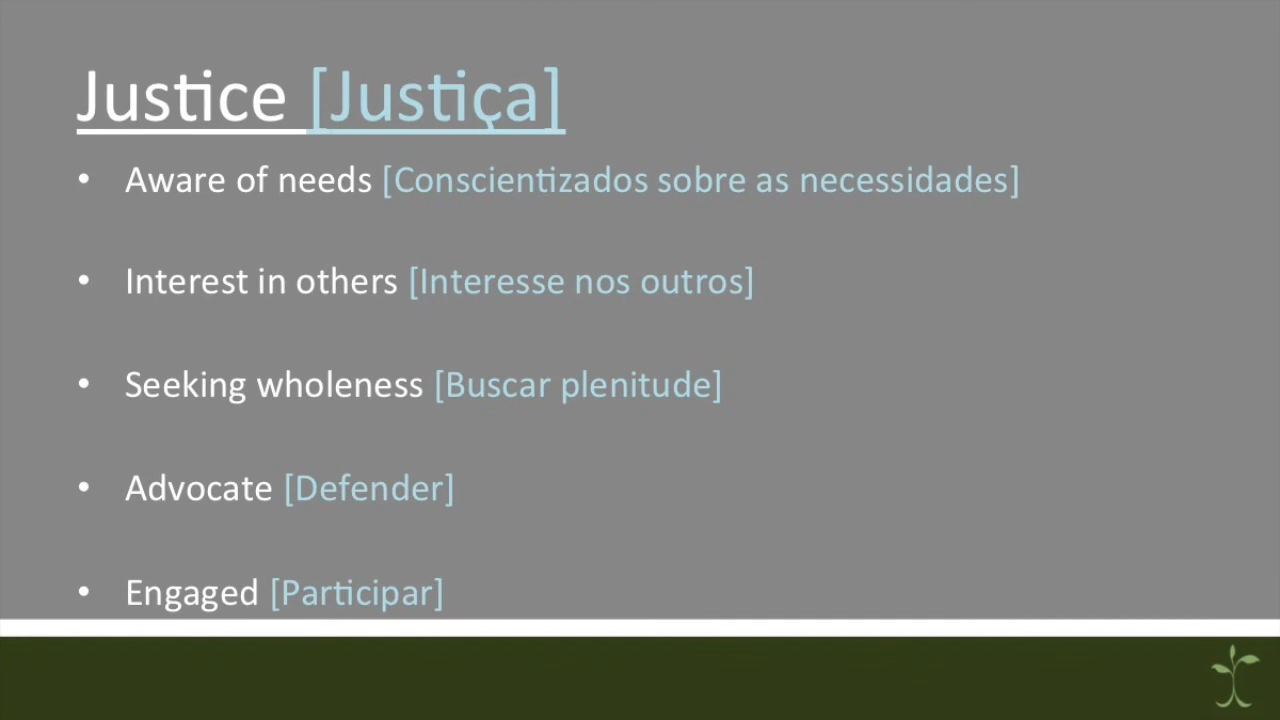 Justice [Justiça]
• Aware of needs [Conscientizados sobre as necessidades]
• Interest in others [Interesse nos outros]
• Seeking wholeness [Buscar plenitude]
• Advocate [Defender]
• Engaged [Participar]